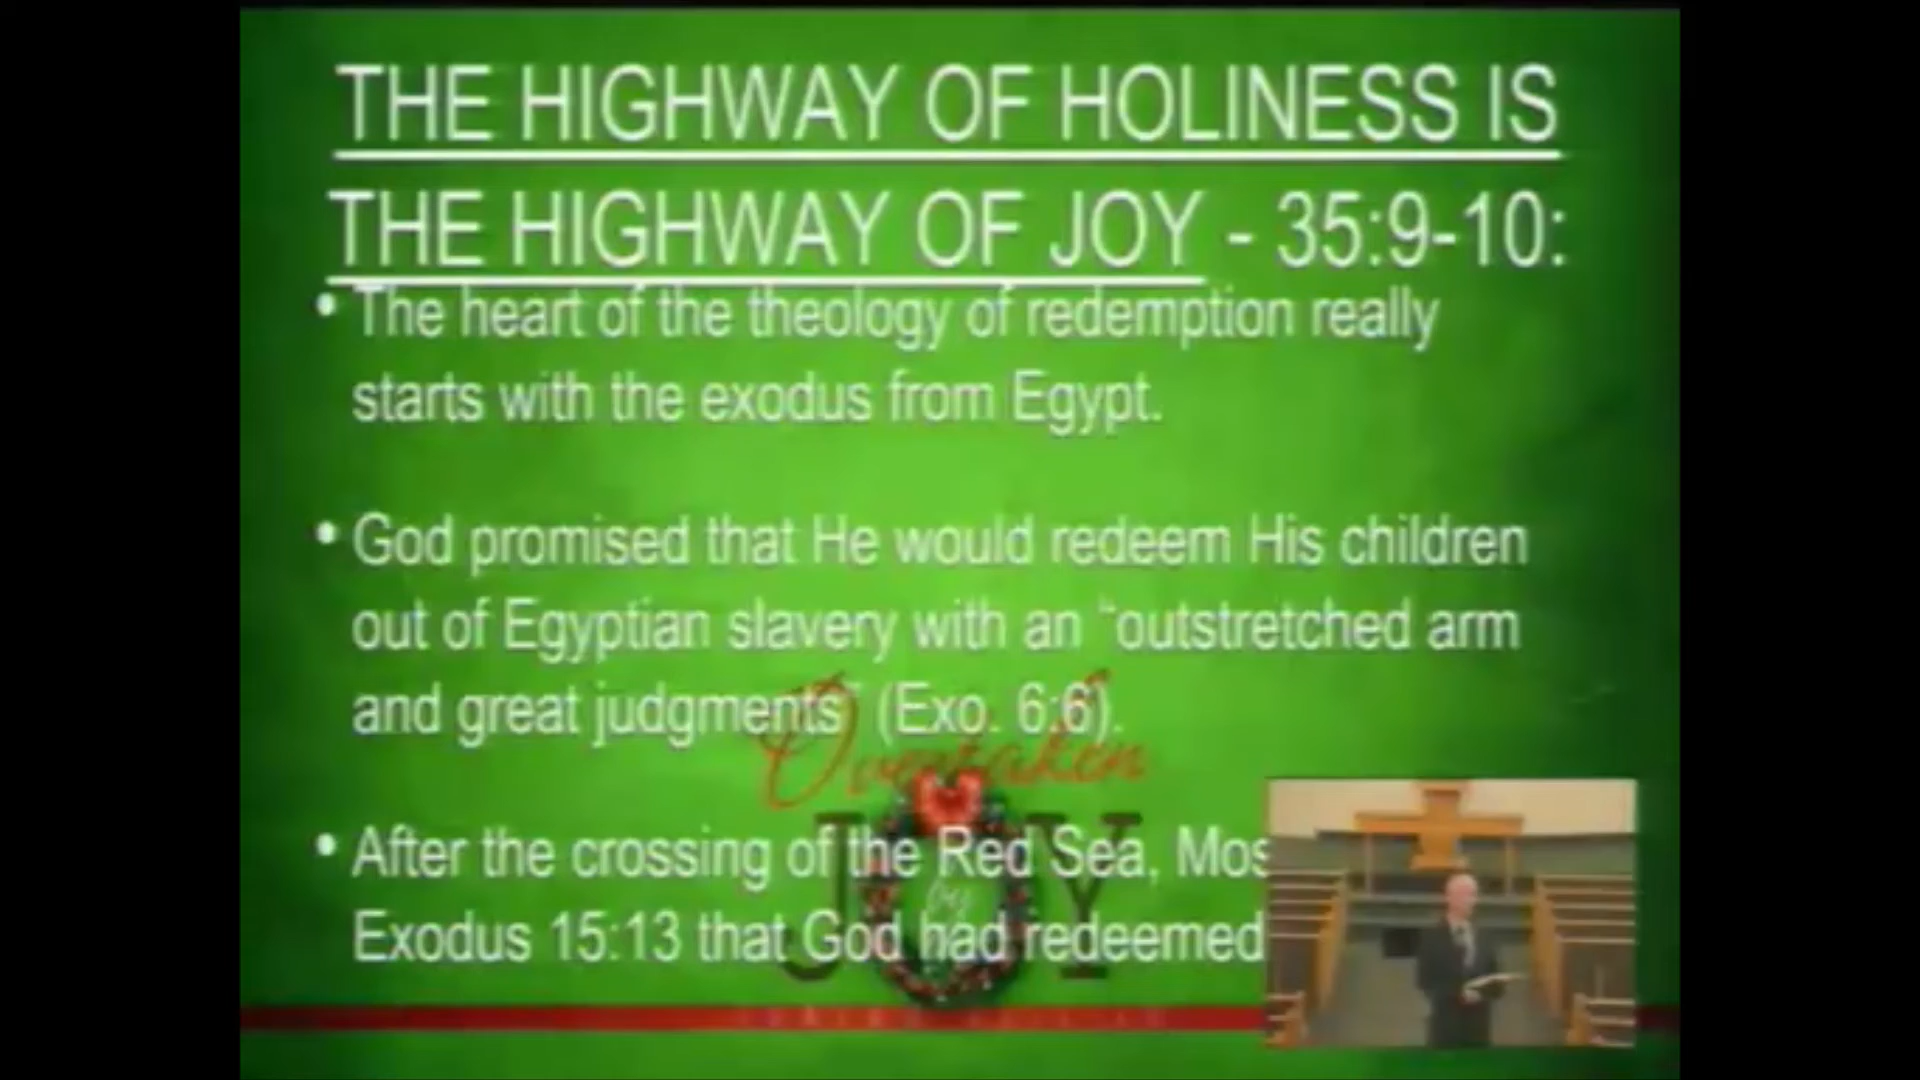 THE HIGHWAY OF HOLINESS IS
THE HIGHWAY OF JOY - 35:9-10:
• The heart of the theology of redemption really
starts with the exodus from Egypt.
• God promised that He would redeem His children
out of Egyptian slavery with an “outstretched arm
and great judgments” (Exo. 6:6).
• After the crossing of the Red Sea, Mos
Exodus 15:13 that God had redeemed
Overtaken
by
JOY